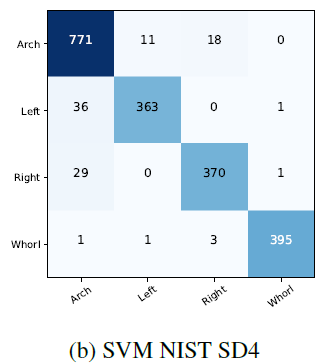 Arch 771 11 18 0
Left 36 363 0 1
Right 29 0 370 1
Whorl 1 1 3 395
Arch Left Right Whorl
(b) SVM NIST SD4